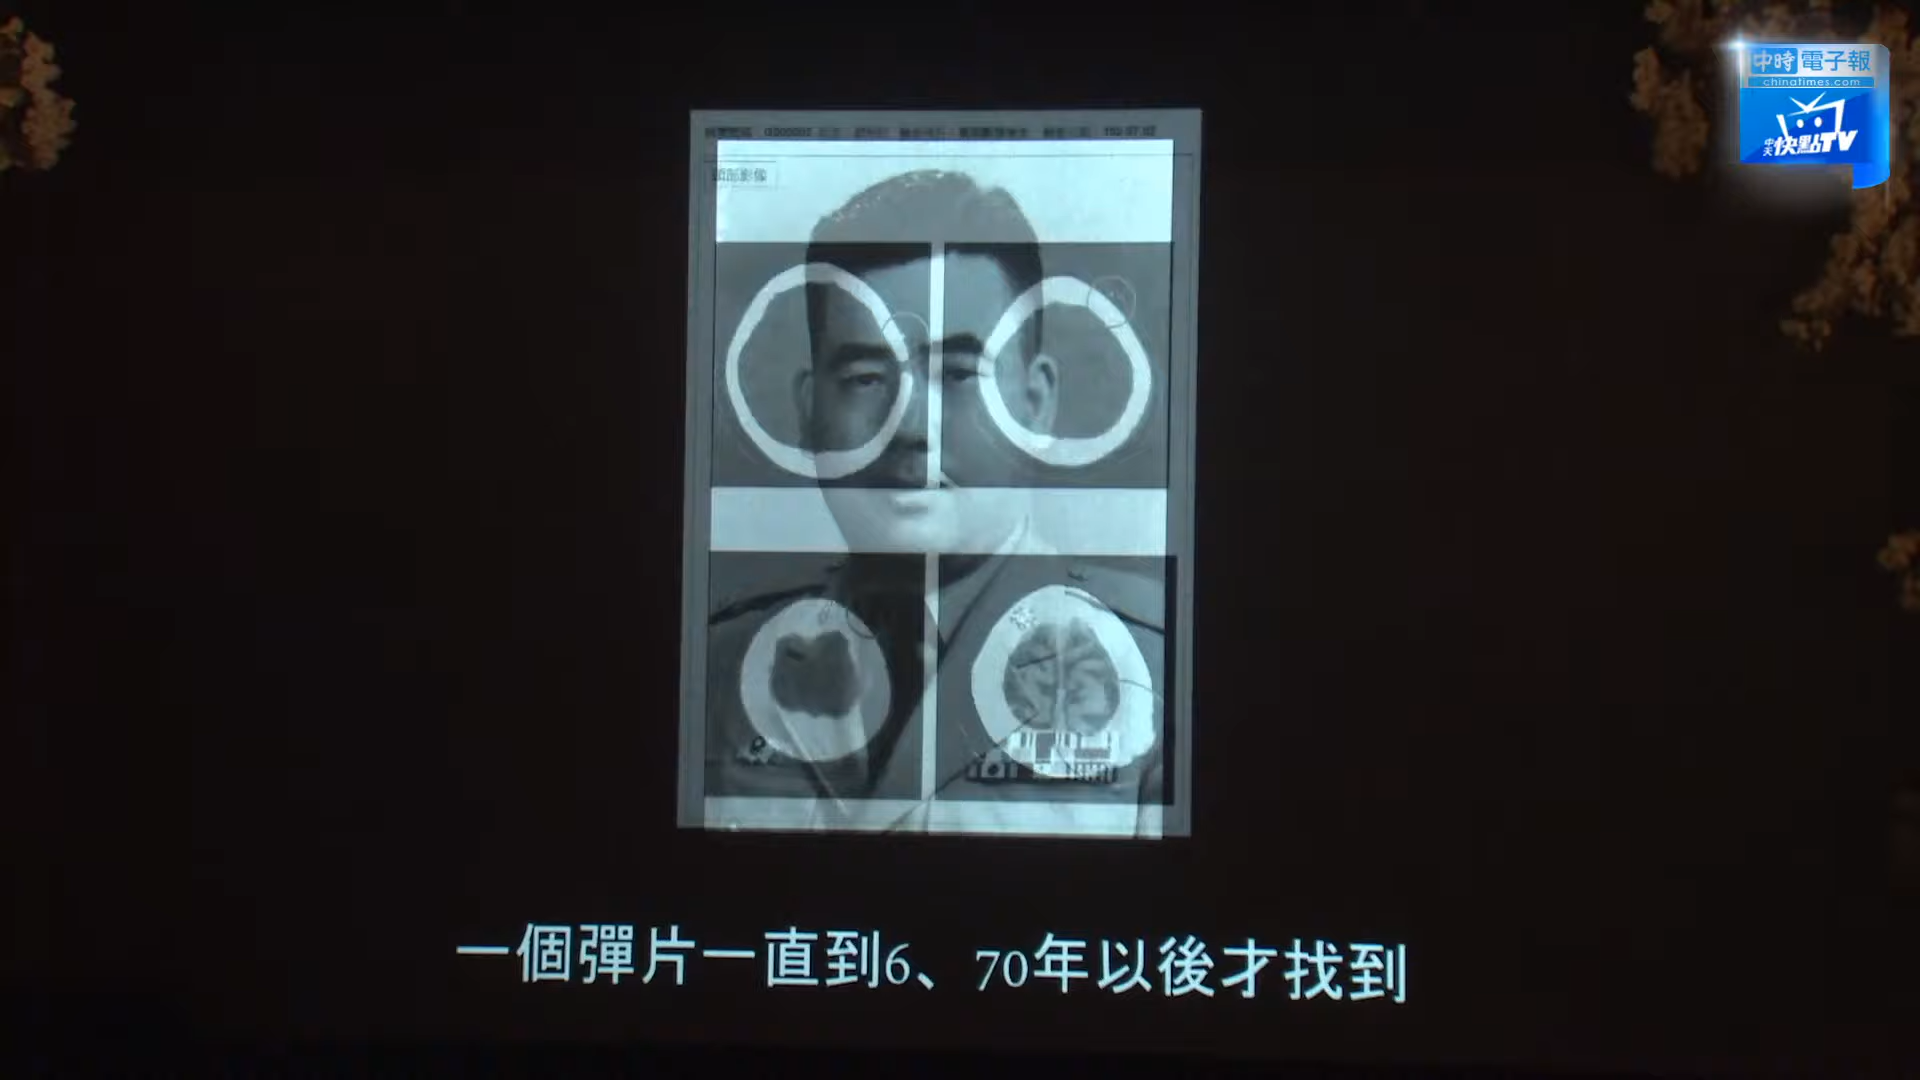 中時 電子報
chinatimes.com
中天 快點TV
頭部影像
一個彈片一直到6、70年以後才找到